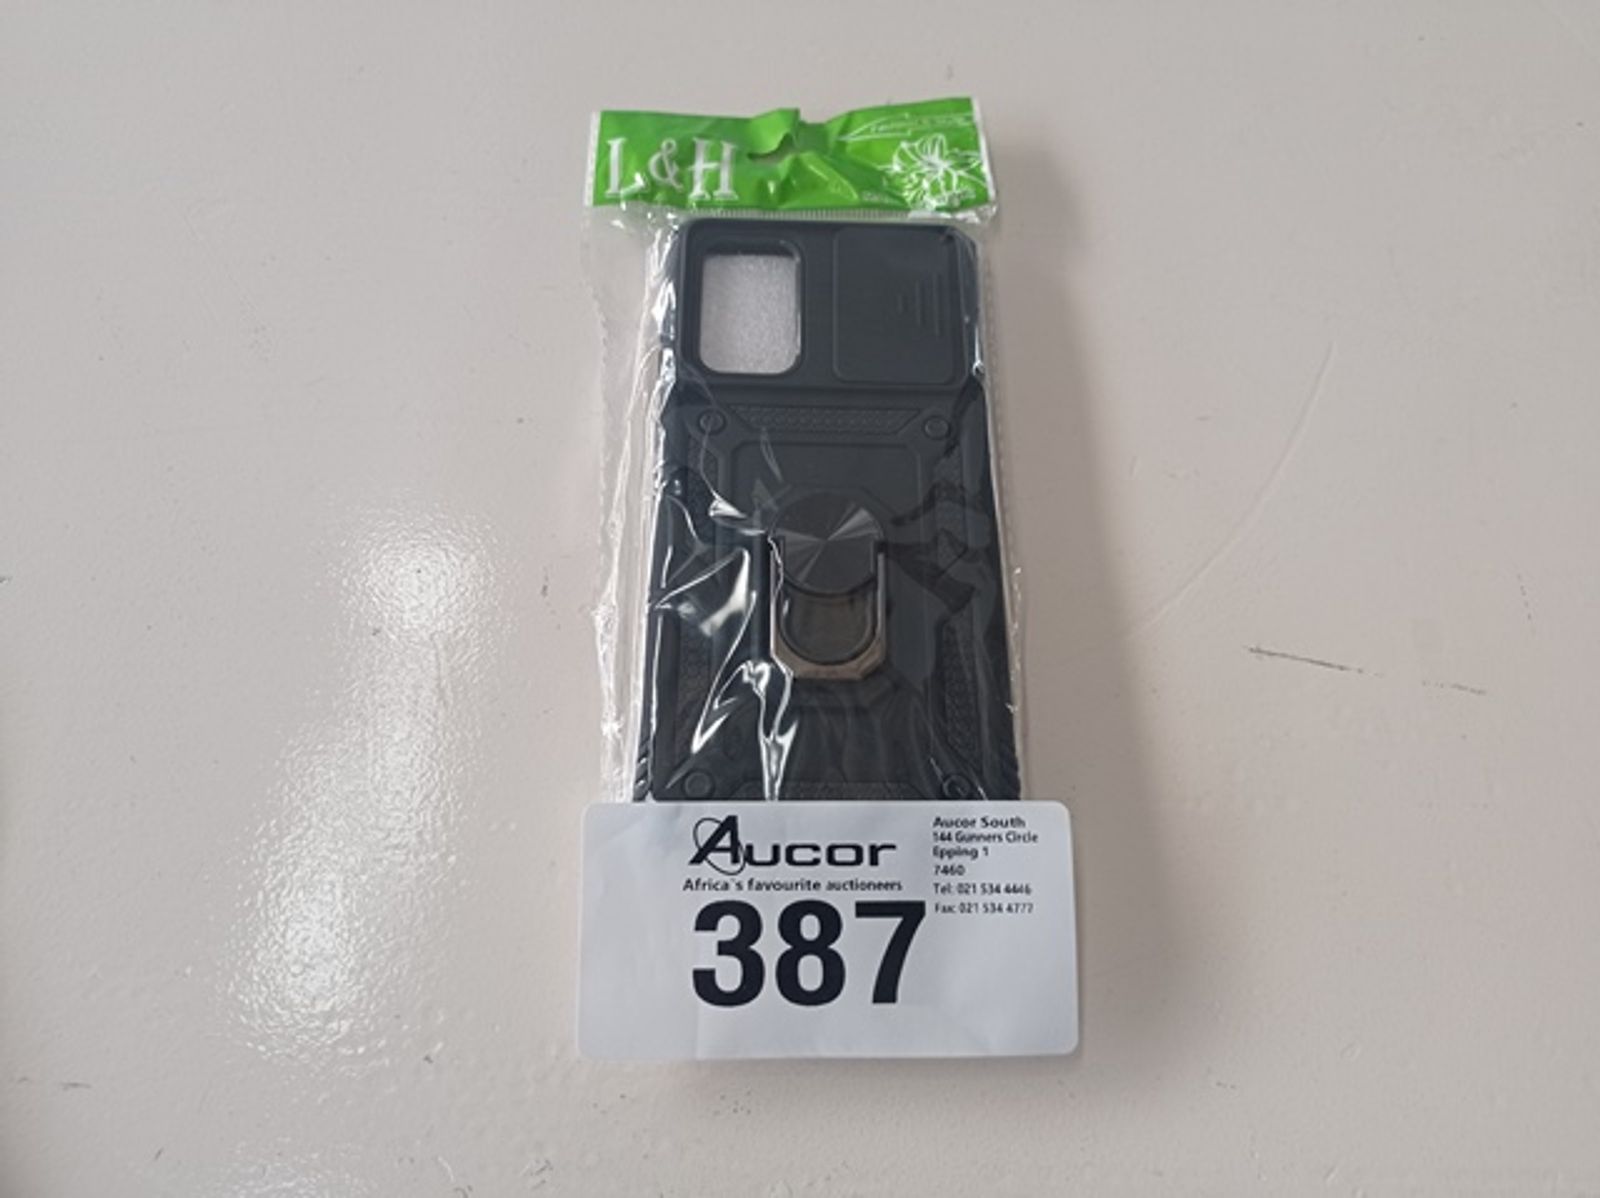 L&H
Aucor
Africa's favourite auctioneers
387
Aucor South
144 Gunners Circle
Epping 1
7460
Tel: 021 534 4446
Fax: 021 534 4777